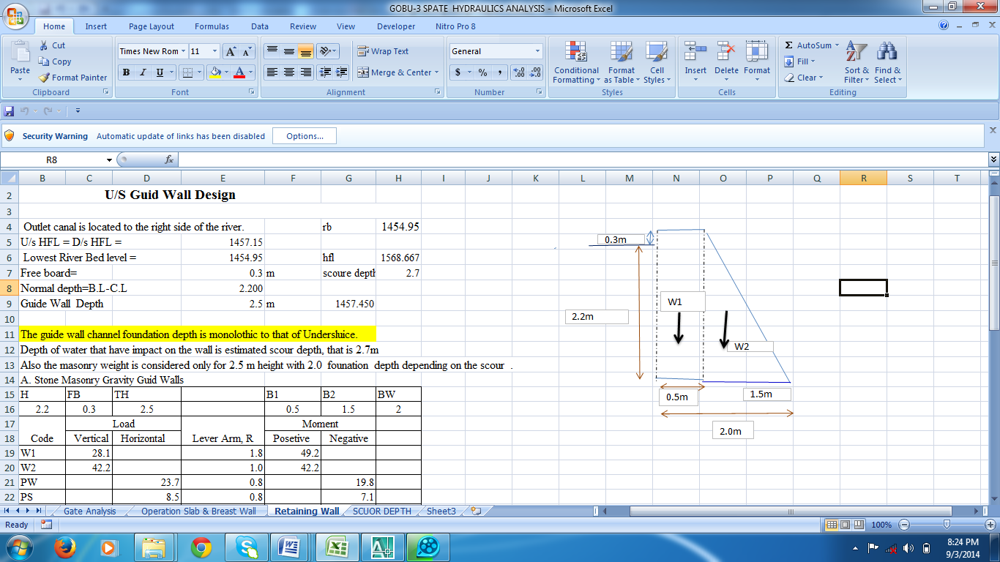 GOBU-3 SPATE HYDRAULICS ANALYSIS - Microsoft Excel
Home Insert Page Layout Formulas Data Review View Developer Nitro Pro 8
Paste Cut Copy Format Painter
Times New Rom 11
B I U
Wrap Text
Merge & Center
General
$ % ,
Conditional Formatting Format as Table Cell Styles
Insert Delete Format
AutoSum Fill Clear
Sort & Filter Find & Select
Clipboard Font Alignment Number Styles Cells Editing
Security Warning Automatic update of links has been disabled Options...
R8 fx
B C D E F G H I J K L M N O P Q R S T
2 U/S Guid Wall Design
3
4 Outlet canal is located to the right side of the river. rb 1454.95
5 U/s HFL = D/s HFL = 1457.15
6 Lowest River Bed level = 1454.95 hfl 1568.667
7 Free board= 0.3 m scoure depth 2.7
8 Normal depth=B.L-C.L 2.200
9 Guide Wall Depth 2.5 m 1457.450
10
11 The guide wall channel foundation depth is monolothic to that of Undersluice.
12 Depth of water that have impact on the wall is estimated scour depth, that is 2.7m
13 Also the masonry weight is considered only for 2.5 m height with 2.0 founation depth depending on the scour .
14 A. Stone Masonry Gravity Guid Walls
15 H FB TH B1 B2 BW
16 2.2 0.3 2.5 0.5 1.5 2
17 Load Moment
18 Code Vertical Horizontal Lever Arm, R Posetive Negative
19 W1 28.1 1.8 49.2
20 W2 42.2 1.0 42.2
21 PW 23.7 0.8 19.8
22 PS 8.5 0.8 7.1
0.3m
W1
2.2m
W2
0.5m
1.5m
2.0m
Gate Analysis Operation Slab & Breast Wall Retaining Wall SCUOR DEPTH Sheet3
Ready 100%
8:24 PM
9/3/2014